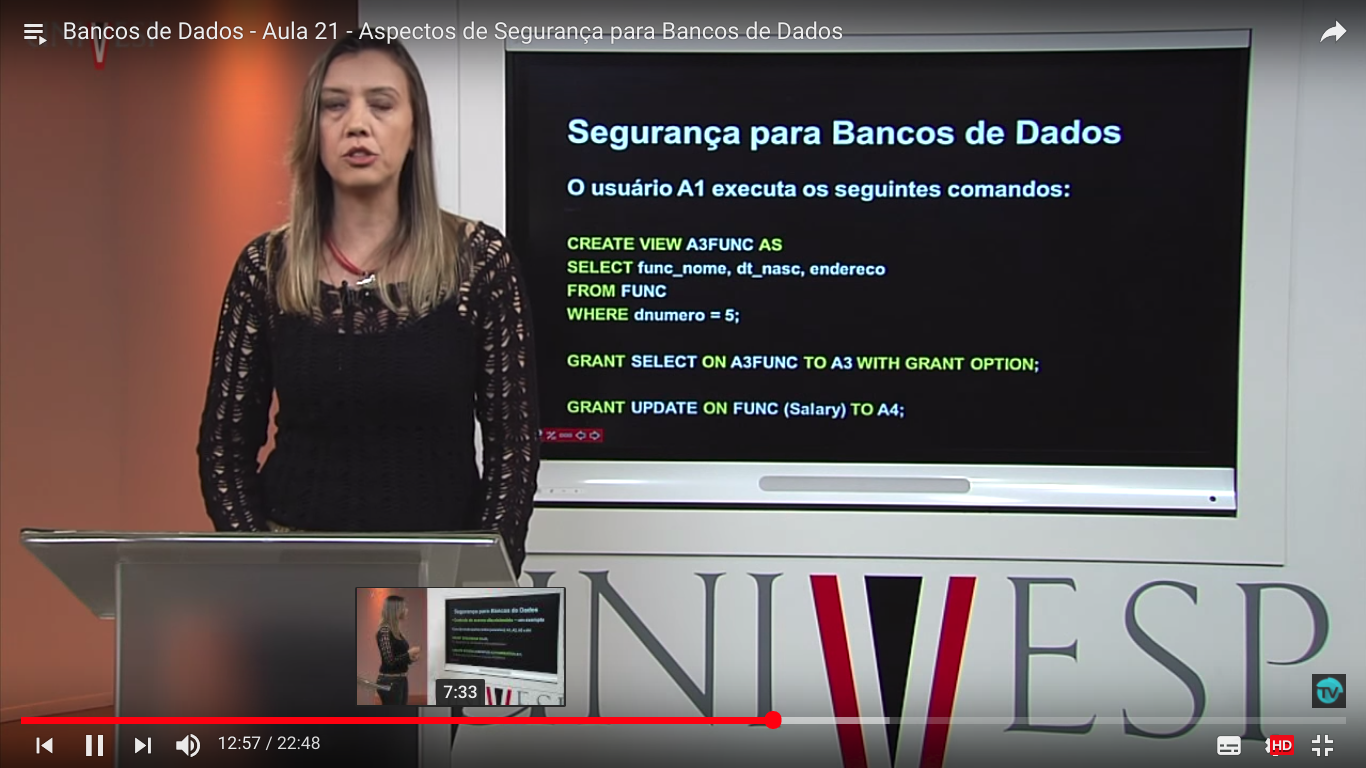 Bancos de Dados - Aula 21 - Aspectos de Segurança para Bancos de Dados
Segurança para Bancos de Dados
O usuário A1 executa os seguintes comandos:
CREATE VIEW A3FUNC AS
SELECT func_nome, dt_nasc, endereco
FROM FUNC
WHERE dnumero = 5;
GRANT SELECT ON A3FUNC TO A3 WITH GRANT OPTION;
GRANT UPDATE ON FUNC (Salary) TO A4;
Segurança para Bancos de Dados
7:33
UNIVESP
TV
12:57 / 22:48
HD